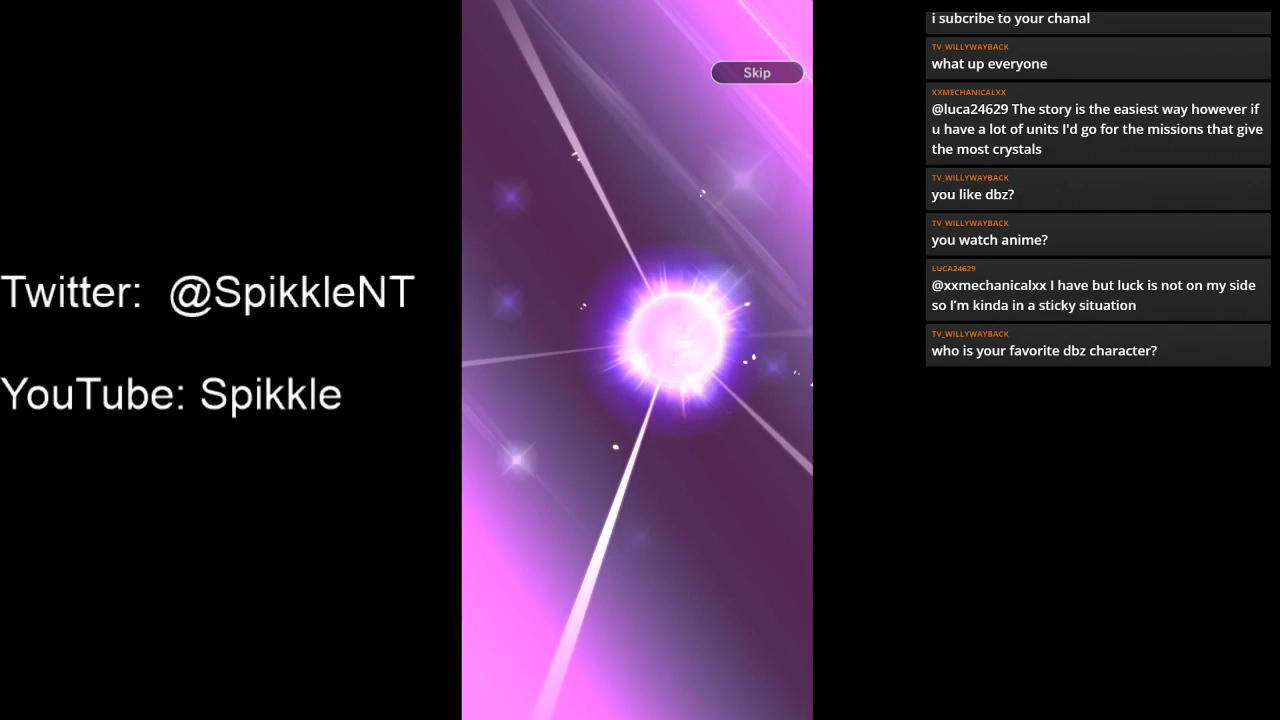 Twitter:  @SpikkleNT
YouTube: Spikkle
Skip
i subcribe to your chanal
TV_WILLYWAYBACK
what up everyone
XXMECHANICALXX
@luca24629 The story is the easiest way however if
u have a lot of units I'd go for the missions that give
the most crystals
TV_WILLYWAYBACK
you like dbz?
TV_WILLYWAYBACK
you watch anime?
LUCA24629
@xxmechanicalxx I have but luck is not on my side
so I’m kinda in a sticky situation
TV_WILLYWAYBACK
who is your favorite dbz character?